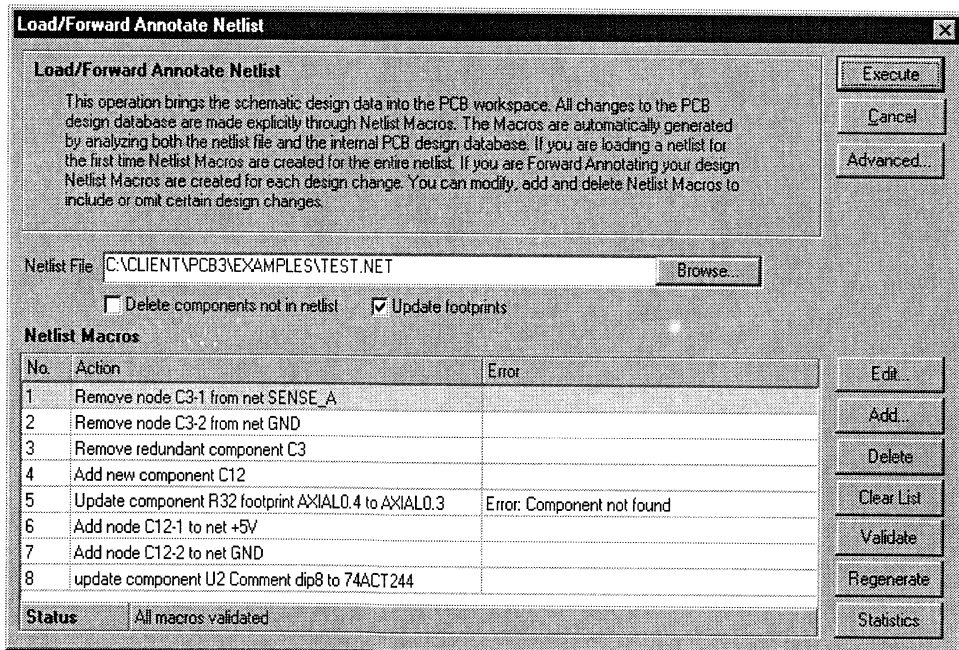 Load/Forward Annotate Netlist
Load/Forward Annotate Netlist
This operation brings the schematic design data into the PCB workspace. All changes to the PCB
design database are made explicitly through Netlist Macros. The Macros are automatically generated
by analyzing both the netlist file and the internal PCB design database. If you are loading a netlist for
the first time Netlist Macros are created for the entire netlist. If you are Forward Annotating your design
Netlist Macros are created for each design change. You can modify, add and delete Netlist Macros to
include or omit certain design changes.
Execute
Cancel
Advanced...
Netlist File C:\CLIENT\PCB3\EXAMPLES\TEST.NET Browse...
Delete components not in netlist Update footprints
Netlist Macros
No. Action Error
1 Remove node C3-1 from net SENSE_A
2 Remove node C3-2 from net GND
3 Remove redundant component C3
4 Add new component C12
5 Update component R32 footprint AXIAL0.4 to AXIAL0.3 Error: Component not found
6 Add node C12-1 to net +5V
7 Add node C12-2 to net GND
8 update component U2 Comment dip8 to 74ACT244
Status All macros validated
Edit...
Add...
Delete
Clear List
Validate
Regenerate
Statistics